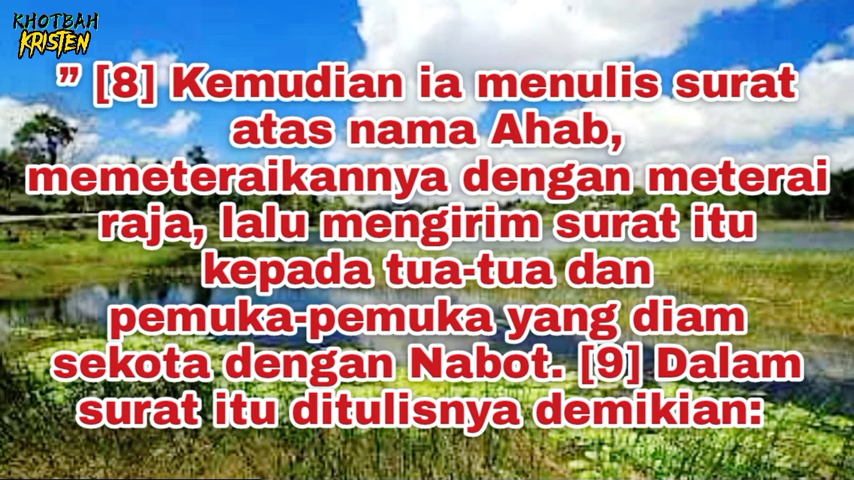 KHOTBAH
KRISTEN
” [8] Kemudian ia menulis surat
atas nama Ahab,
memeteraikannya dengan meterai
raja, lalu mengirim surat itu
kepada tua-tua dan
pemuka-pemuka yang diam
sekota dengan Nabot. [9] Dalam
surat itu ditulisnya demikian: